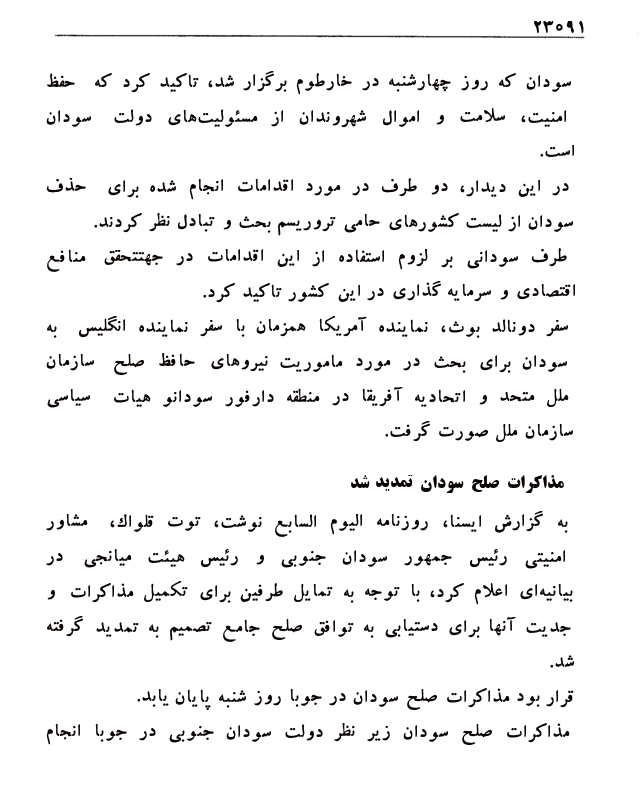 ۲۳۰۹۱
سودان که روز چهارشنبه در خارطوم برگزار شد، تاکید کرد که حفظ
امنیت، سلامت و اموال شهروندان از مسئولیت‌های دولت سودان
است.
در این دیدار، دو طرف در مورد اقدامات انجام شده برای حذف
سودان از لیست کشورهای حامی تروریسم بحث و تبادل نظر کردند.
طرف سودانی بر لزوم استفاده از این اقدامات در جهتتحقق منافع
اقتصادی و سرمایه گذاری در این کشور تاکید کرد.
سفر دونالد بوث، نماینده آمریکا همزمان با سفر نماینده انگلیس به
سودان برای بحث در مورد ماموریت نیروهای حافظ صلح سازمان
ملل متحد و اتحادیه آفریقا در منطقه دارفور سودانو هیات سیاسی
سازمان ملل صورت گرفت.
مذاکرات صلح سودان تمدید شد
به گزارش ایسنا، روزنامه الیوم السابع نوشت، توت قلواك، مشاور
امنیتی رئیس جمهور سودان جنوبی و رئیس هیئت میانجی در
بیانیه‌ای اعلام کرد، با توجه به تمایل طرفین برای تکمیل مذاکرات و
جدیت آنها برای دستیابی به توافق صلح جامع تصمیم به تمدید گرفته
شد.
قرار بود مذاکرات صلح سودان در جوبا روز شنبه پایان یابد.
مذاکرات صلح سودان زیر نظر دولت سودان جنوبی در جوبا انجام